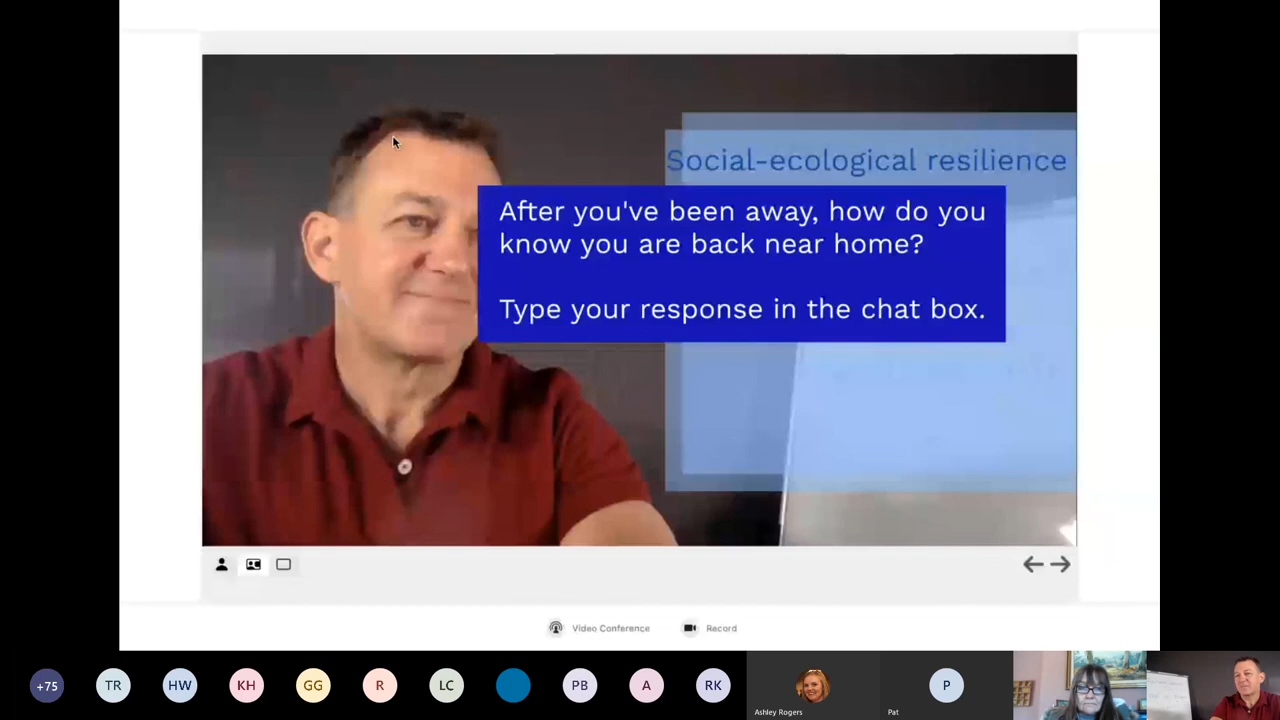 Social-ecological resilience
After you've been away, how do you
know you are back near home?
Type your response in the chat box.
Video Conference
Record
+75
TR
HW
KH
GG
R
LC
PB
A
RK
Ashley Rogers
P
Pat